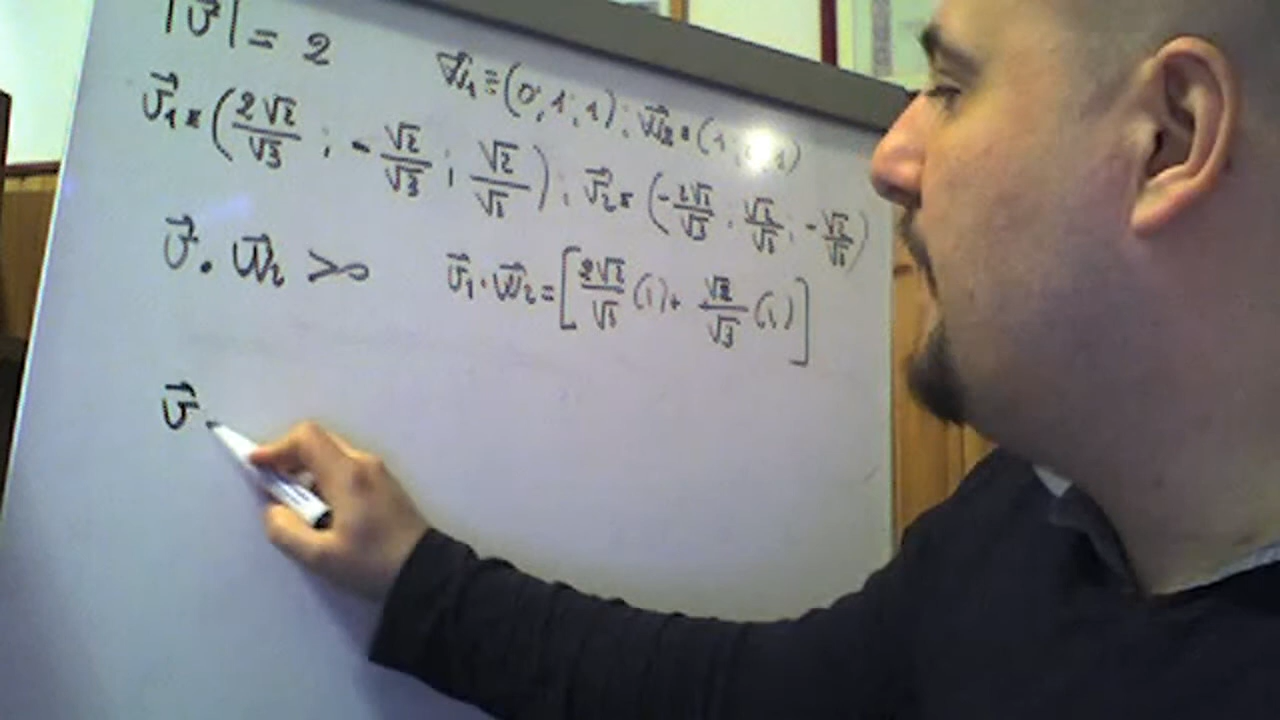 |v⃗| = 2 w⃗₁ = (0; 1; 1); w⃗₂ = (1; 1)
v⃗₁ = (2√2/√3 ; -√2/√3 ; √2/√3); v⃗₂ = (-2√2/√3 ; √2/√3 ; -√2/√3)
v⃗ · w⃗₂ > 0 v⃗₁ · w⃗₂ = [2√2/√3 (1) + √2/√3 (1)]
v⃗ ·